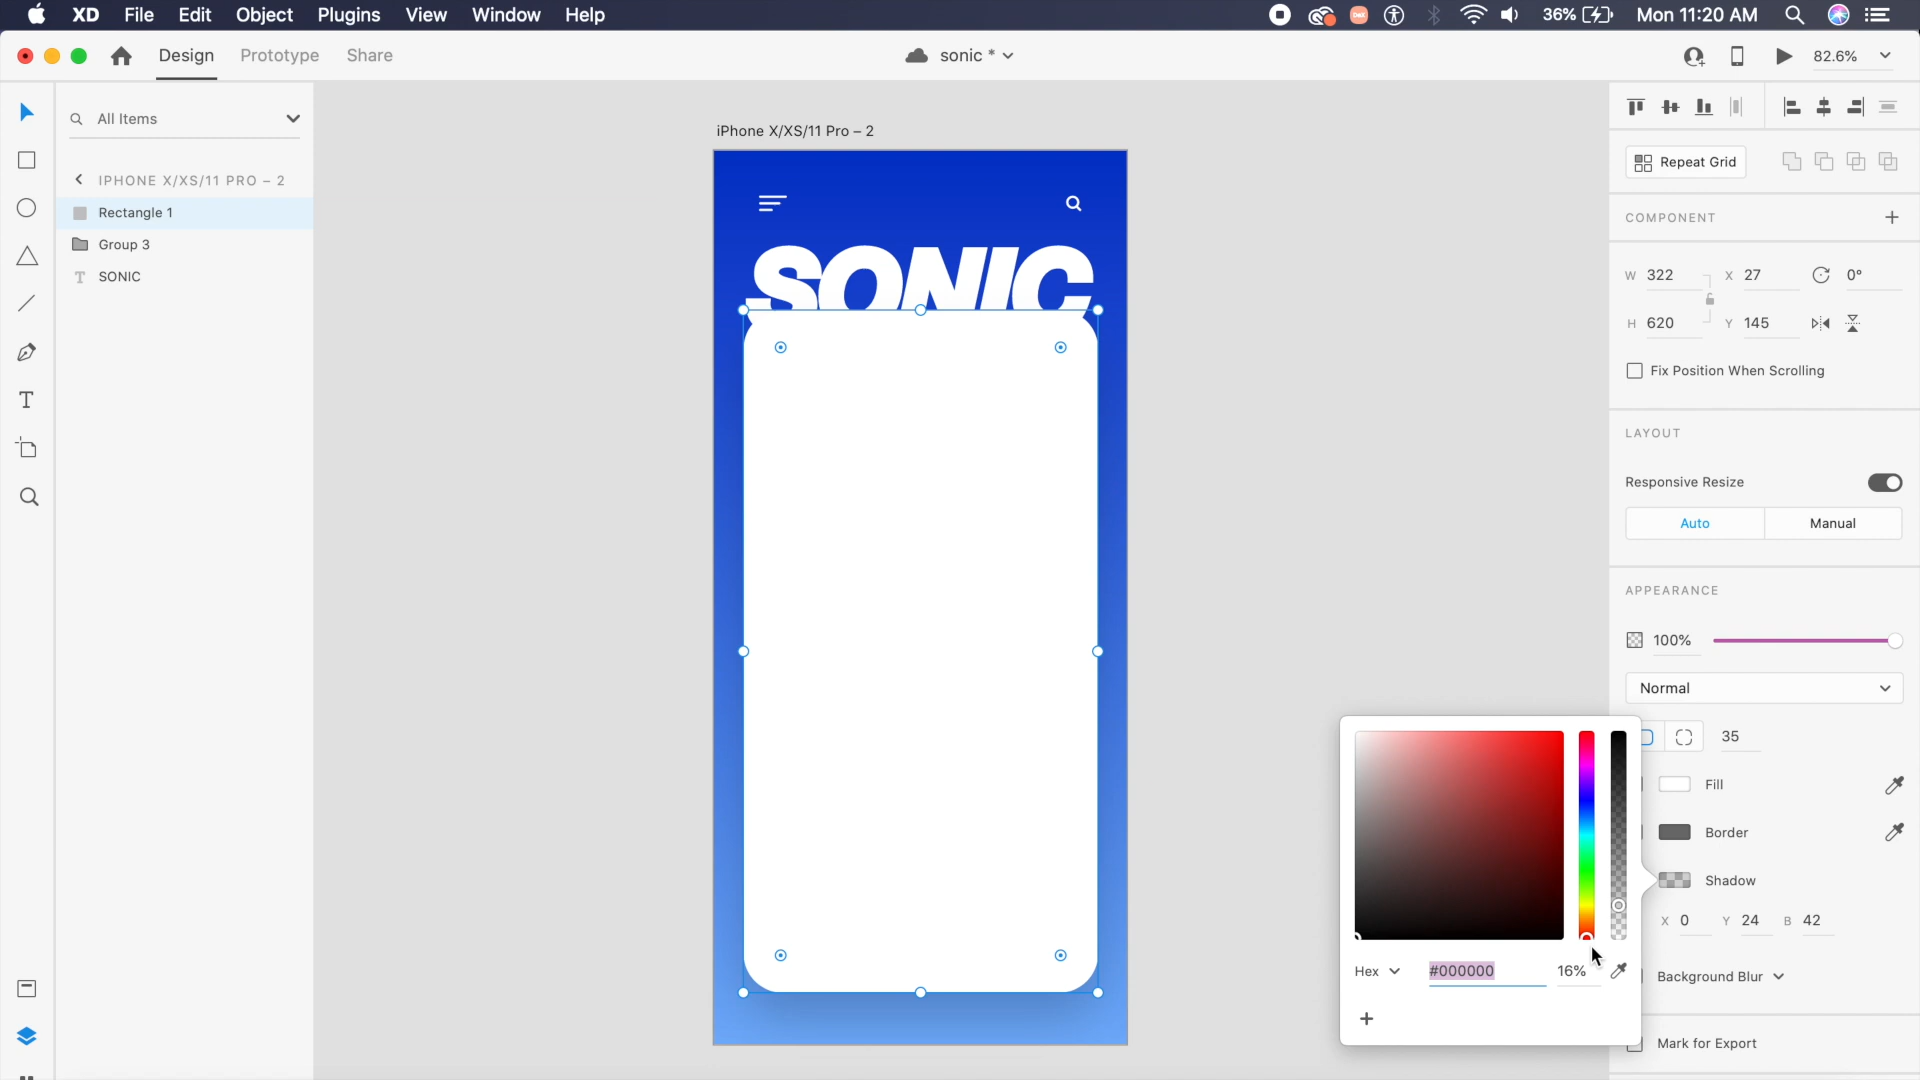 XD File Edit Object Plugins View Window Help
36% Mon 11:20 AM
Design Prototype Share
sonic *
82.6%
All Items
IPHONE X/XS/11 PRO – 2
Rectangle 1
Group 3
T SONIC
iPhone X/XS/11 Pro – 2
SONIC
Repeat Grid
COMPONENT
W 322 X 27 0°
H 620 Y 145
Fix Position When Scrolling
LAYOUT
Responsive Resize
Auto Manual
APPEARANCE
100%
Normal
35
Fill
Border
Shadow
X 0 Y 24 B 42
Hex #000000 16%
Background Blur
Mark for Export